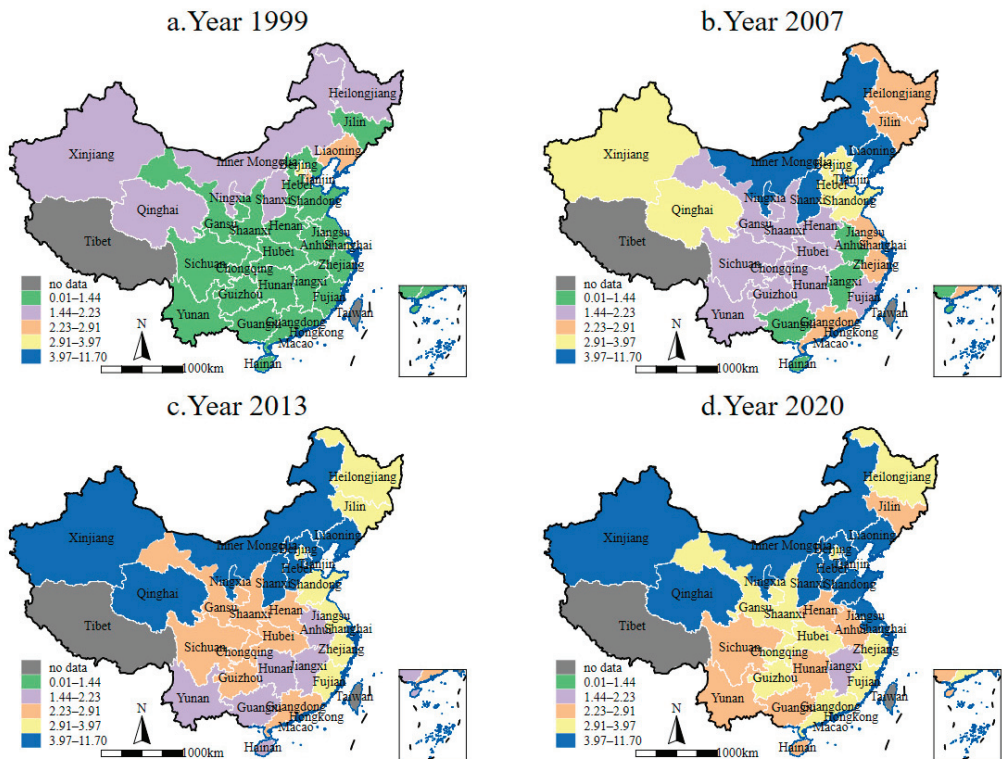 a.Year 1999
Heilongjiang
Jilin
Xinjiang
Liaoning
Inner Mongolia
Beijing
Tianjin
Hebei
Ningxia
Shanxi
Shandong
Qinghai
Gansu
Shaanxi
Henan
Jiangsu
Tibet
Anhui
Shanghai
Hubei
Sichuan
Chongqing
Zhejiang
Hunan
Jiangxi
Guizhou
Fujian
Yunan
Guangxi
Guangdong
Taiwan
Hongkong
Macao
Hainan
no data
0.01–1.44
1.44–2.23
2.23–2.91
2.91–3.97
3.97–11.70
N
1000km
b.Year 2007
Heilongjiang
Jilin
Xinjiang
Liaoning
Inner Mongolia
Beijing
Tianjin
Hebei
Ningxia
Shanxi
Shandong
Qinghai
Gansu
Shaanxi
Henan
Jiangsu
Tibet
Anhui
Shanghai
Hubei
Sichuan
Chongqing
Zhejiang
Hunan
Jiangxi
Guizhou
Fujian
Yunan
Guangxi
Guangdong
Taiwan
Hongkong
Macao
Hainan
no data
0.01–1.44
1.44–2.23
2.23–2.91
2.91–3.97
3.97–11.70
N
1000km
c.Year 2013
Heilongjiang
Jilin
Xinjiang
Liaoning
Inner Mongolia
Beijing
Tianjin
Hebei
Ningxia
Shanxi
Shandong
Qinghai
Gansu
Shaanxi
Henan
Jiangsu
Tibet
Anhui
Shanghai
Hubei
Sichuan
Chongqing
Zhejiang
Hunan
Jiangxi
Guizhou
Fujian
Yunan
Guangxi
Guangdong
Taiwan
Hongkong
Macao
Hainan
no data
0.01–1.44
1.44–2.23
2.23–2.91
2.91–3.97
3.97–11.70
N
1000km
d.Year 2020
Heilongjiang
Jilin
Xinjiang
Liaoning
Inner Mongolia
Beijing
Tianjin
Hebei
Ningxia
Shanxi
Shandong
Qinghai
Gansu
Shaanxi
Henan
Jiangsu
Tibet
Anhui
Shanghai
Hubei
Sichuan
Chongqing
Zhejiang
Hunan
Jiangxi
Guizhou
Fujian
Yunan
Guangxi
Guangdong
Taiwan
Hongkong
Macao
Hainan
no data
0.01–1.44
1.44–2.23
2.23–2.91
2.91–3.97
3.97–11.70
N
1000km